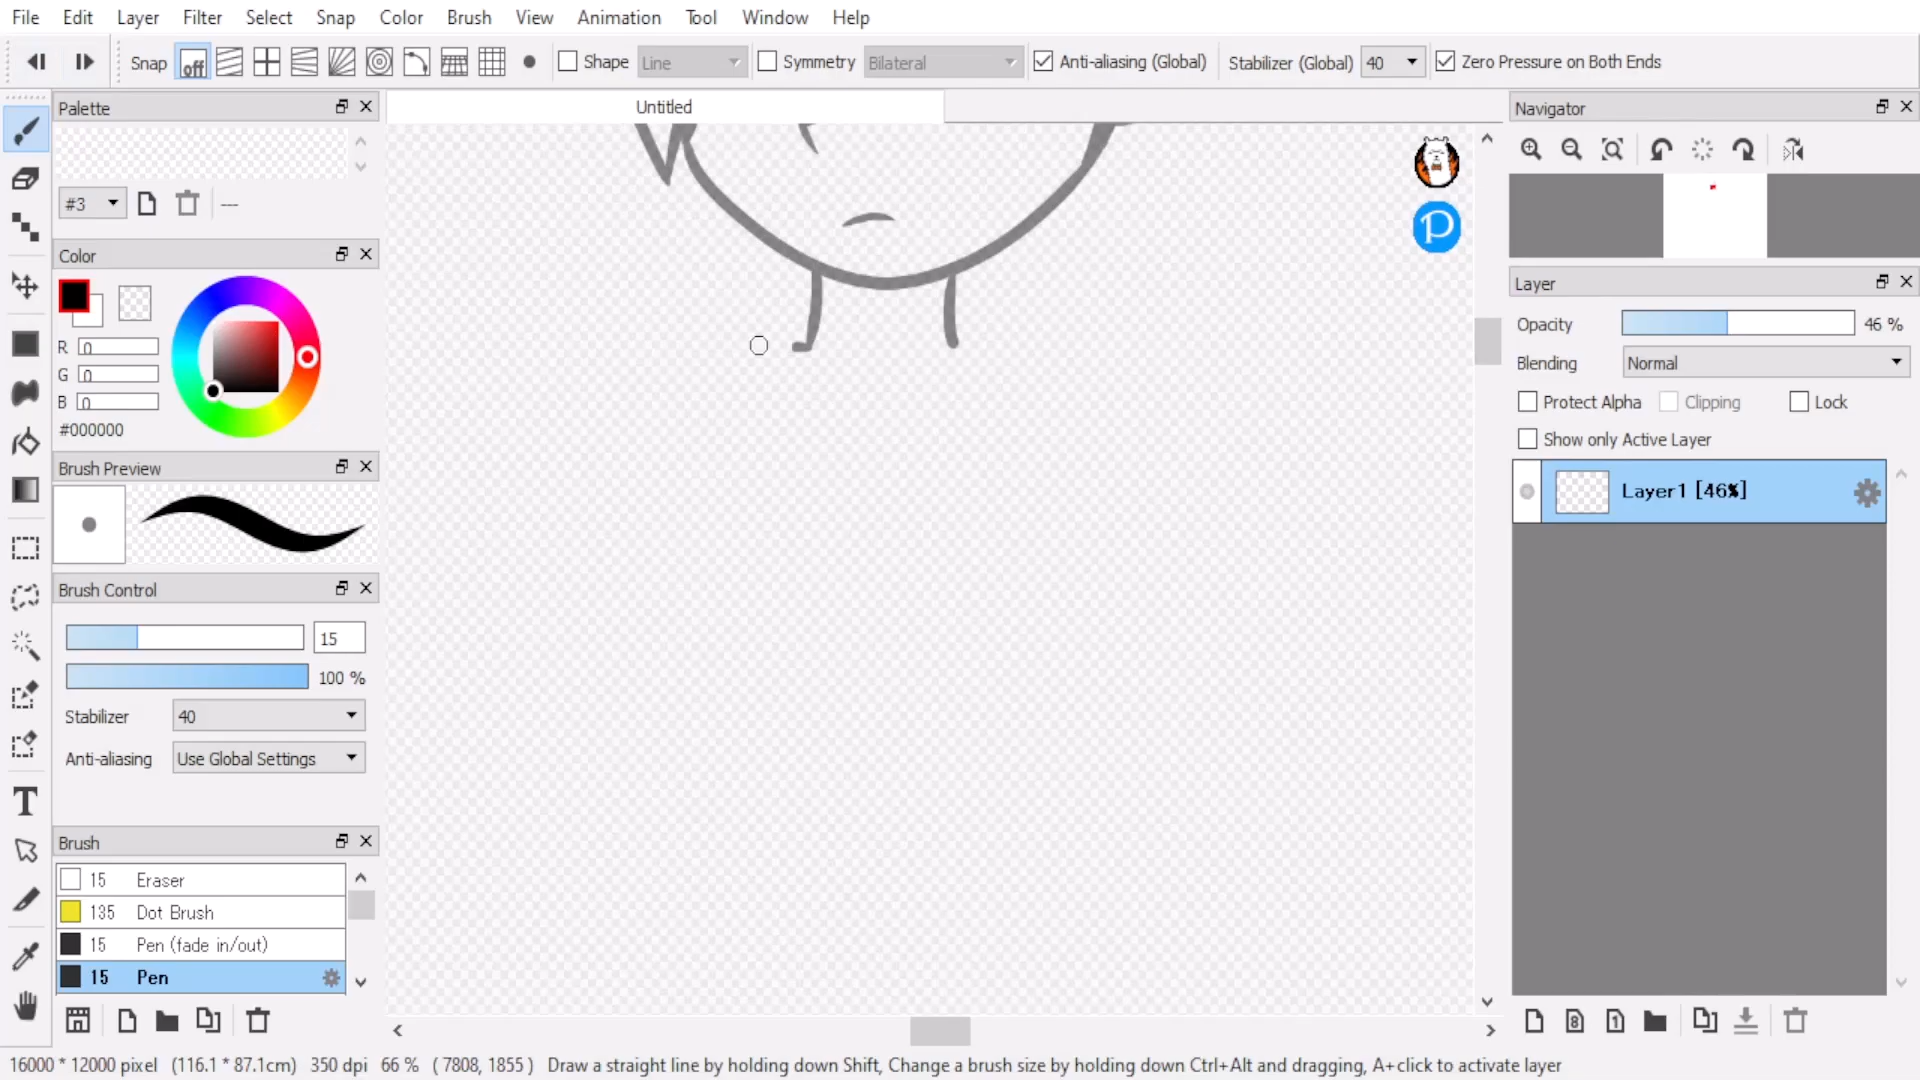 File Edit Layer Filter Select Snap Color Brush View Animation Tool Window Help
Snap off Shape Line Symmetry Bilateral Anti-aliasing (Global) Stabilizer (Global) 40 Zero Pressure on Both Ends
Palette
Untitled
Navigator
#3
---
Color
R 0
G 0
B 0
#000000
Layer
Opacity 46 %
Blending Normal
Protect Alpha Clipping Lock
Show only Active Layer
Layer1 [46%]
Brush Preview
Brush Control
15
100 %
Stabilizer 40
Anti-aliasing Use Global Settings
T
Brush
15 Eraser
135 Dot Brush
15 Pen (fade in/out)
15 Pen
P
8 1
16000 * 12000 pixel (116.1 * 87.1cm) 350 dpi 66 % ( 7808, 1855 ) Draw a straight line by holding down Shift, Change a brush size by holding down Ctrl+Alt and dragging, A+click to activate layer